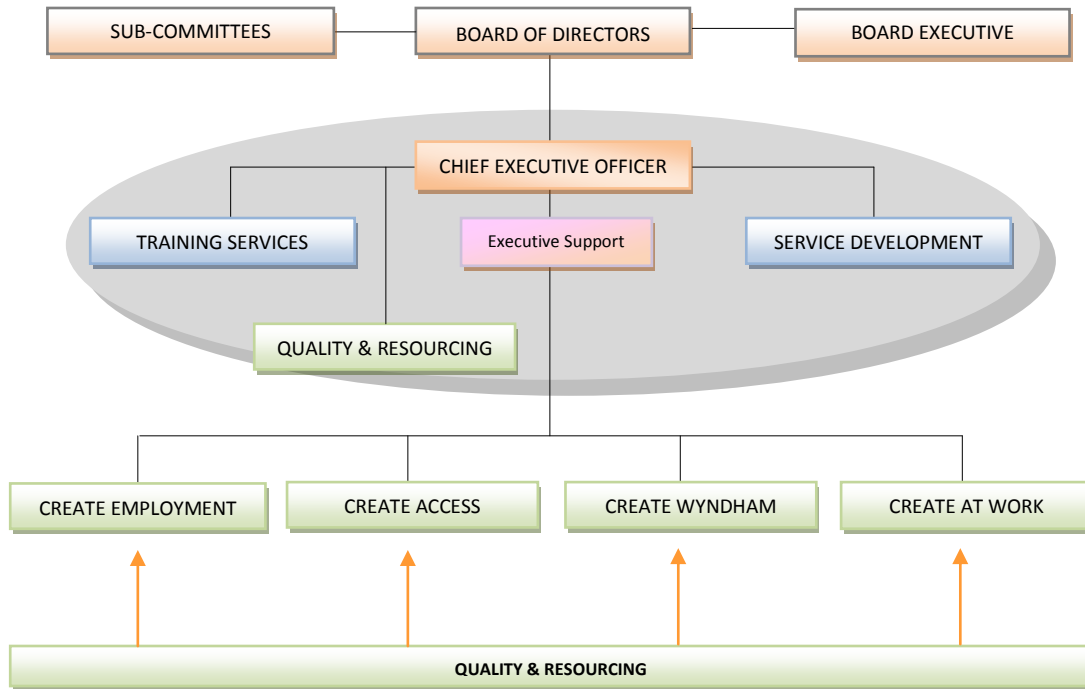 SUB-COMMITTEES
BOARD OF DIRECTORS
BOARD EXECUTIVE
CHIEF EXECUTIVE OFFICER
TRAINING SERVICES
Executive Support
SERVICE DEVELOPMENT
QUALITY & RESOURCING
CREATE EMPLOYMENT
CREATE ACCESS
CREATE WYNDHAM
CREATE AT WORK
QUALITY & RESOURCING